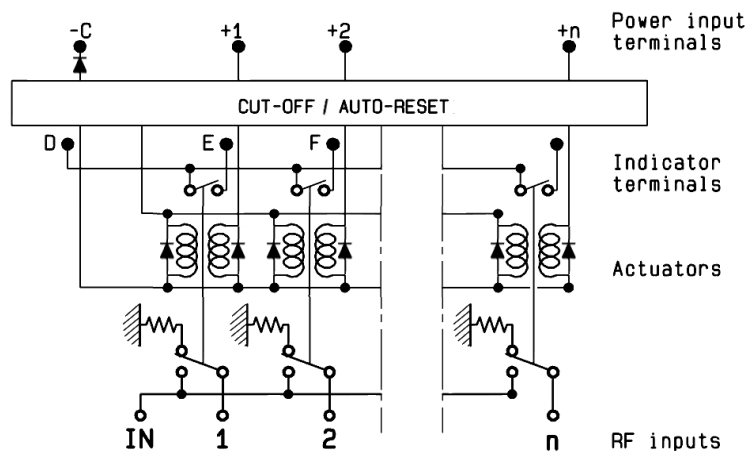 -C +1 +2 +n Power input
terminals
CUT-OFF / AUTO-RESET
D E F Indicator
terminals
Actuators
IN 1 2 n RF inputs